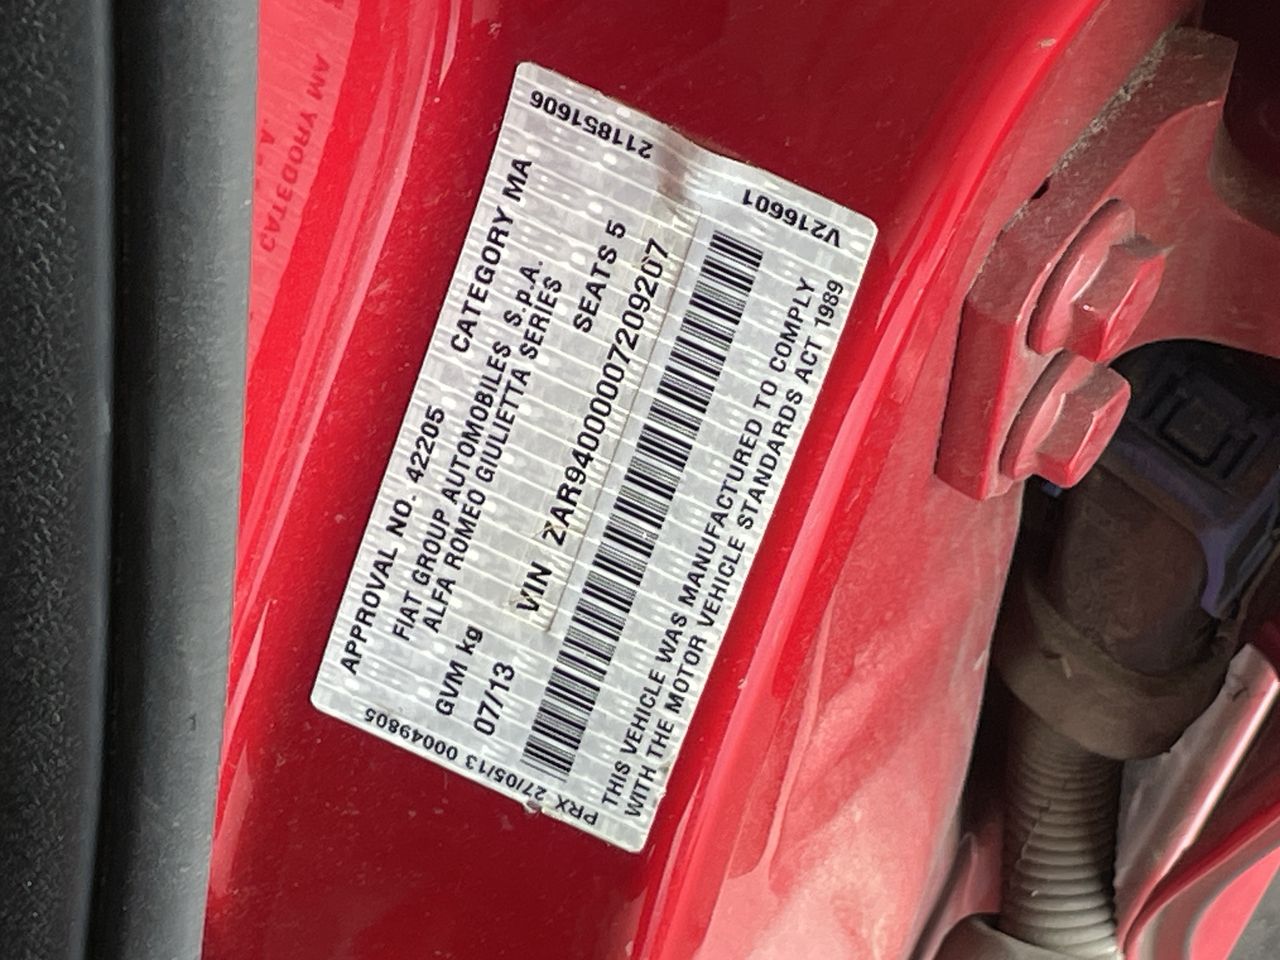 APPROVAL NO. 42205 CATEGORY MA
FIAT GROUP AUTOMOBILES S.p.A.
ALFA ROMEO GIULIETTA SERIES
GVM kg SEATS 5
07/13 VIN ZAR94000007209207
THIS VEHICLE WAS MANUFACTURED TO COMPLY
WITH THE MOTOR VEHICLE STANDARDS ACT 1989
PRX 27/05/13 00049805
V216601 211851606